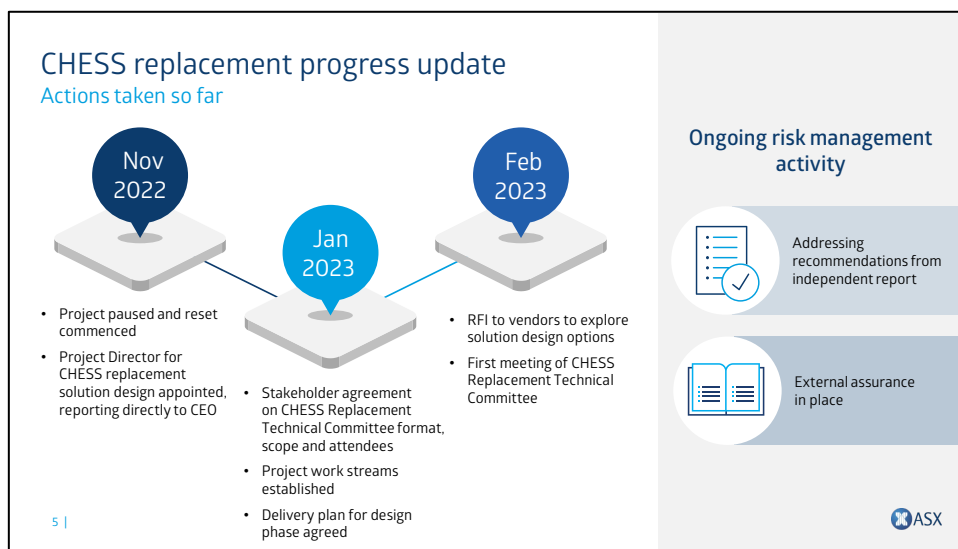 CHESS replacement progress update
Actions taken so far
Nov
2022
• Project paused and reset
commenced
• Project Director for
CHESS replacement
solution design appointed,
reporting directly to CEO
Jan
2023
• Stakeholder agreement
on CHESS Replacement
Technical Committee format,
scope and attendees
• Project work streams
established
• Delivery plan for design
phase agreed
Feb
2023
• RFI to vendors to explore
solution design options
• First meeting of CHESS
Replacement Technical
Committee
Ongoing risk management
activity
Addressing
recommendations from
independent report
External assurance
in place
5 |
ASX